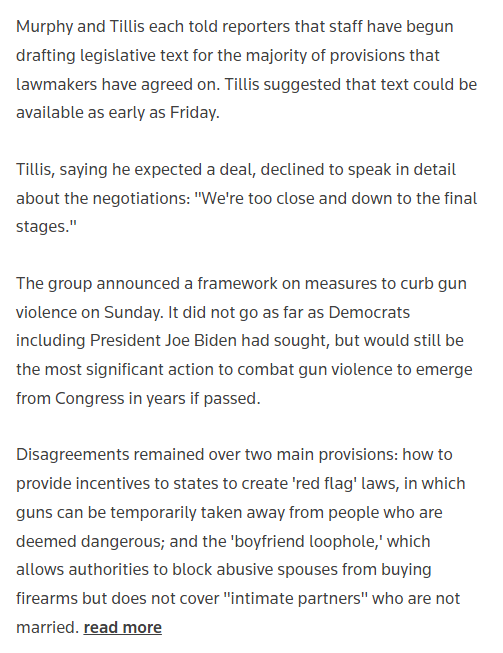 Murphy and Tillis each told reporters that staff have begun
drafting legislative text for the majority of provisions that
lawmakers have agreed on. Tillis suggested that text could be
available as early as Friday.
Tillis, saying he expected a deal, declined to speak in detail
about the negotiations: "We're too close and down to the final
stages."
The group announced a framework on measures to curb gun
violence on Sunday. It did not go as far as Democrats
including President Joe Biden had sought, but would still be
the most significant action to combat gun violence to emerge
from Congress in years if passed.
Disagreements remained over two main provisions: how to
provide incentives to states to create 'red flag' laws, in which
guns can be temporarily taken away from people who are
deemed dangerous; and the 'boyfriend loophole,' which
allows authorities to block abusive spouses from buying
firearms but does not cover "intimate partners" who are not
married. read more